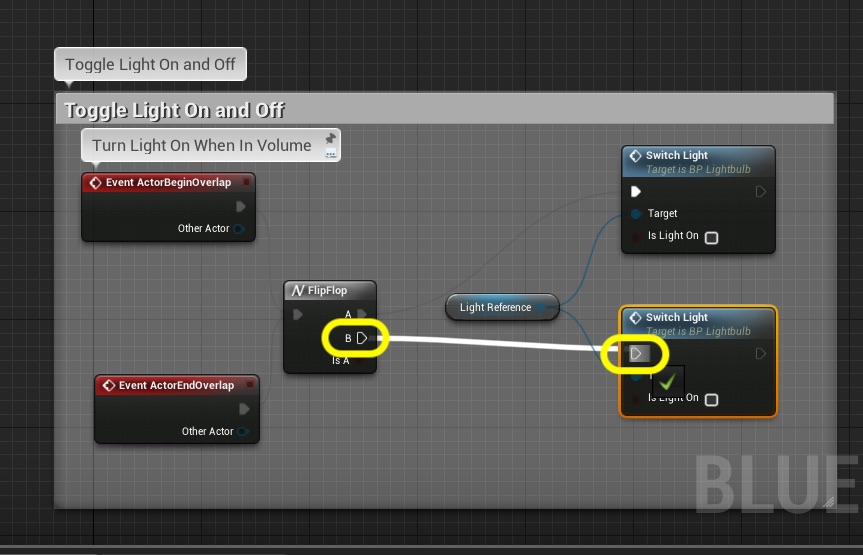 Toggle Light On and Off
Toggle Light On and Off
Turn Light On When In Volume
Event ActorBeginOverlap
Other Actor
Switch Light
Target is BP Lightbulb
Target
Is Light On
FlipFlop
A
B
Is A
Light Reference
Switch Light
Target is BP Lightbulb
Is Light On
Event ActorEndOverlap
Other Actor
BLUE